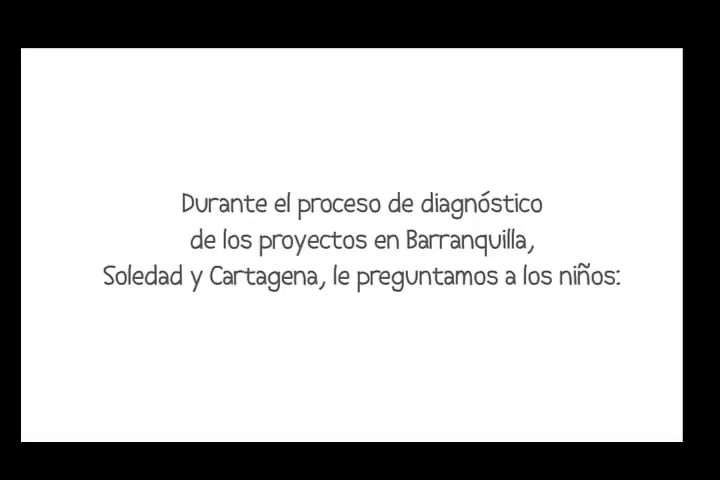 Durante el proceso de diagnóstico
de los proyectos en Barranquilla,
Soledad y Cartagena, le preguntamos a los niños: